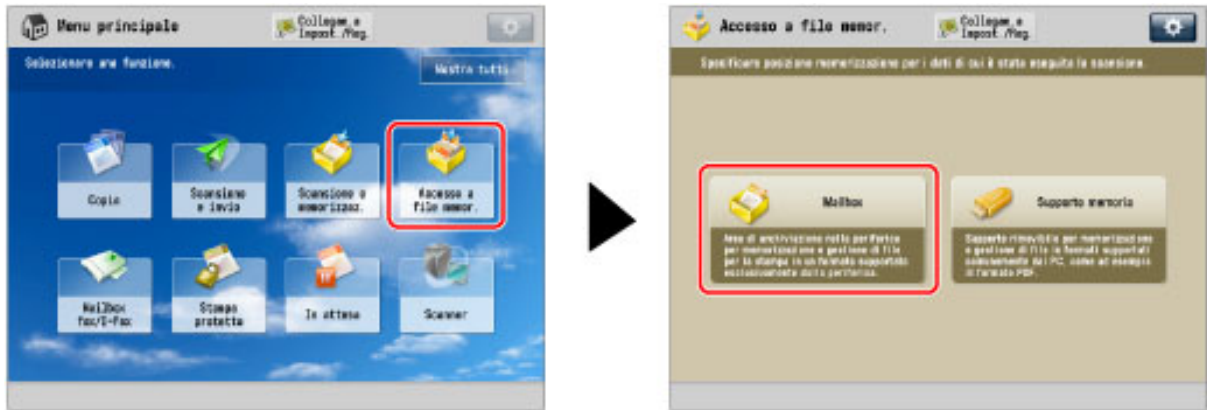 Menu principale
Collegam. e
Impost./Reg.
Selezionare una funzione.
Mostra tutti
Copia
Scansione
e invio
Scansione e
memorizzaz.
Accesso a
file memor.
Mailbox
fax/I-Fax
Stampa
protetta
In attesa
Scanner
Accesso a file memor.
Collegam. e
Impost./Reg.
Specificare posizione memorizzazione per i dati di cui è stata eseguita la scansione.
Mailbox
Area di archiviazione nella periferica
per memorizzazione e gestione di file
per la stampa in un formato supportato
esclusivamente dalla periferica.
Supporto memoria
Supporto rimovibile per memorizzazione
e gestione di file in formati supportati
comunemente dai PC, come ad esempio
il formato PDF.